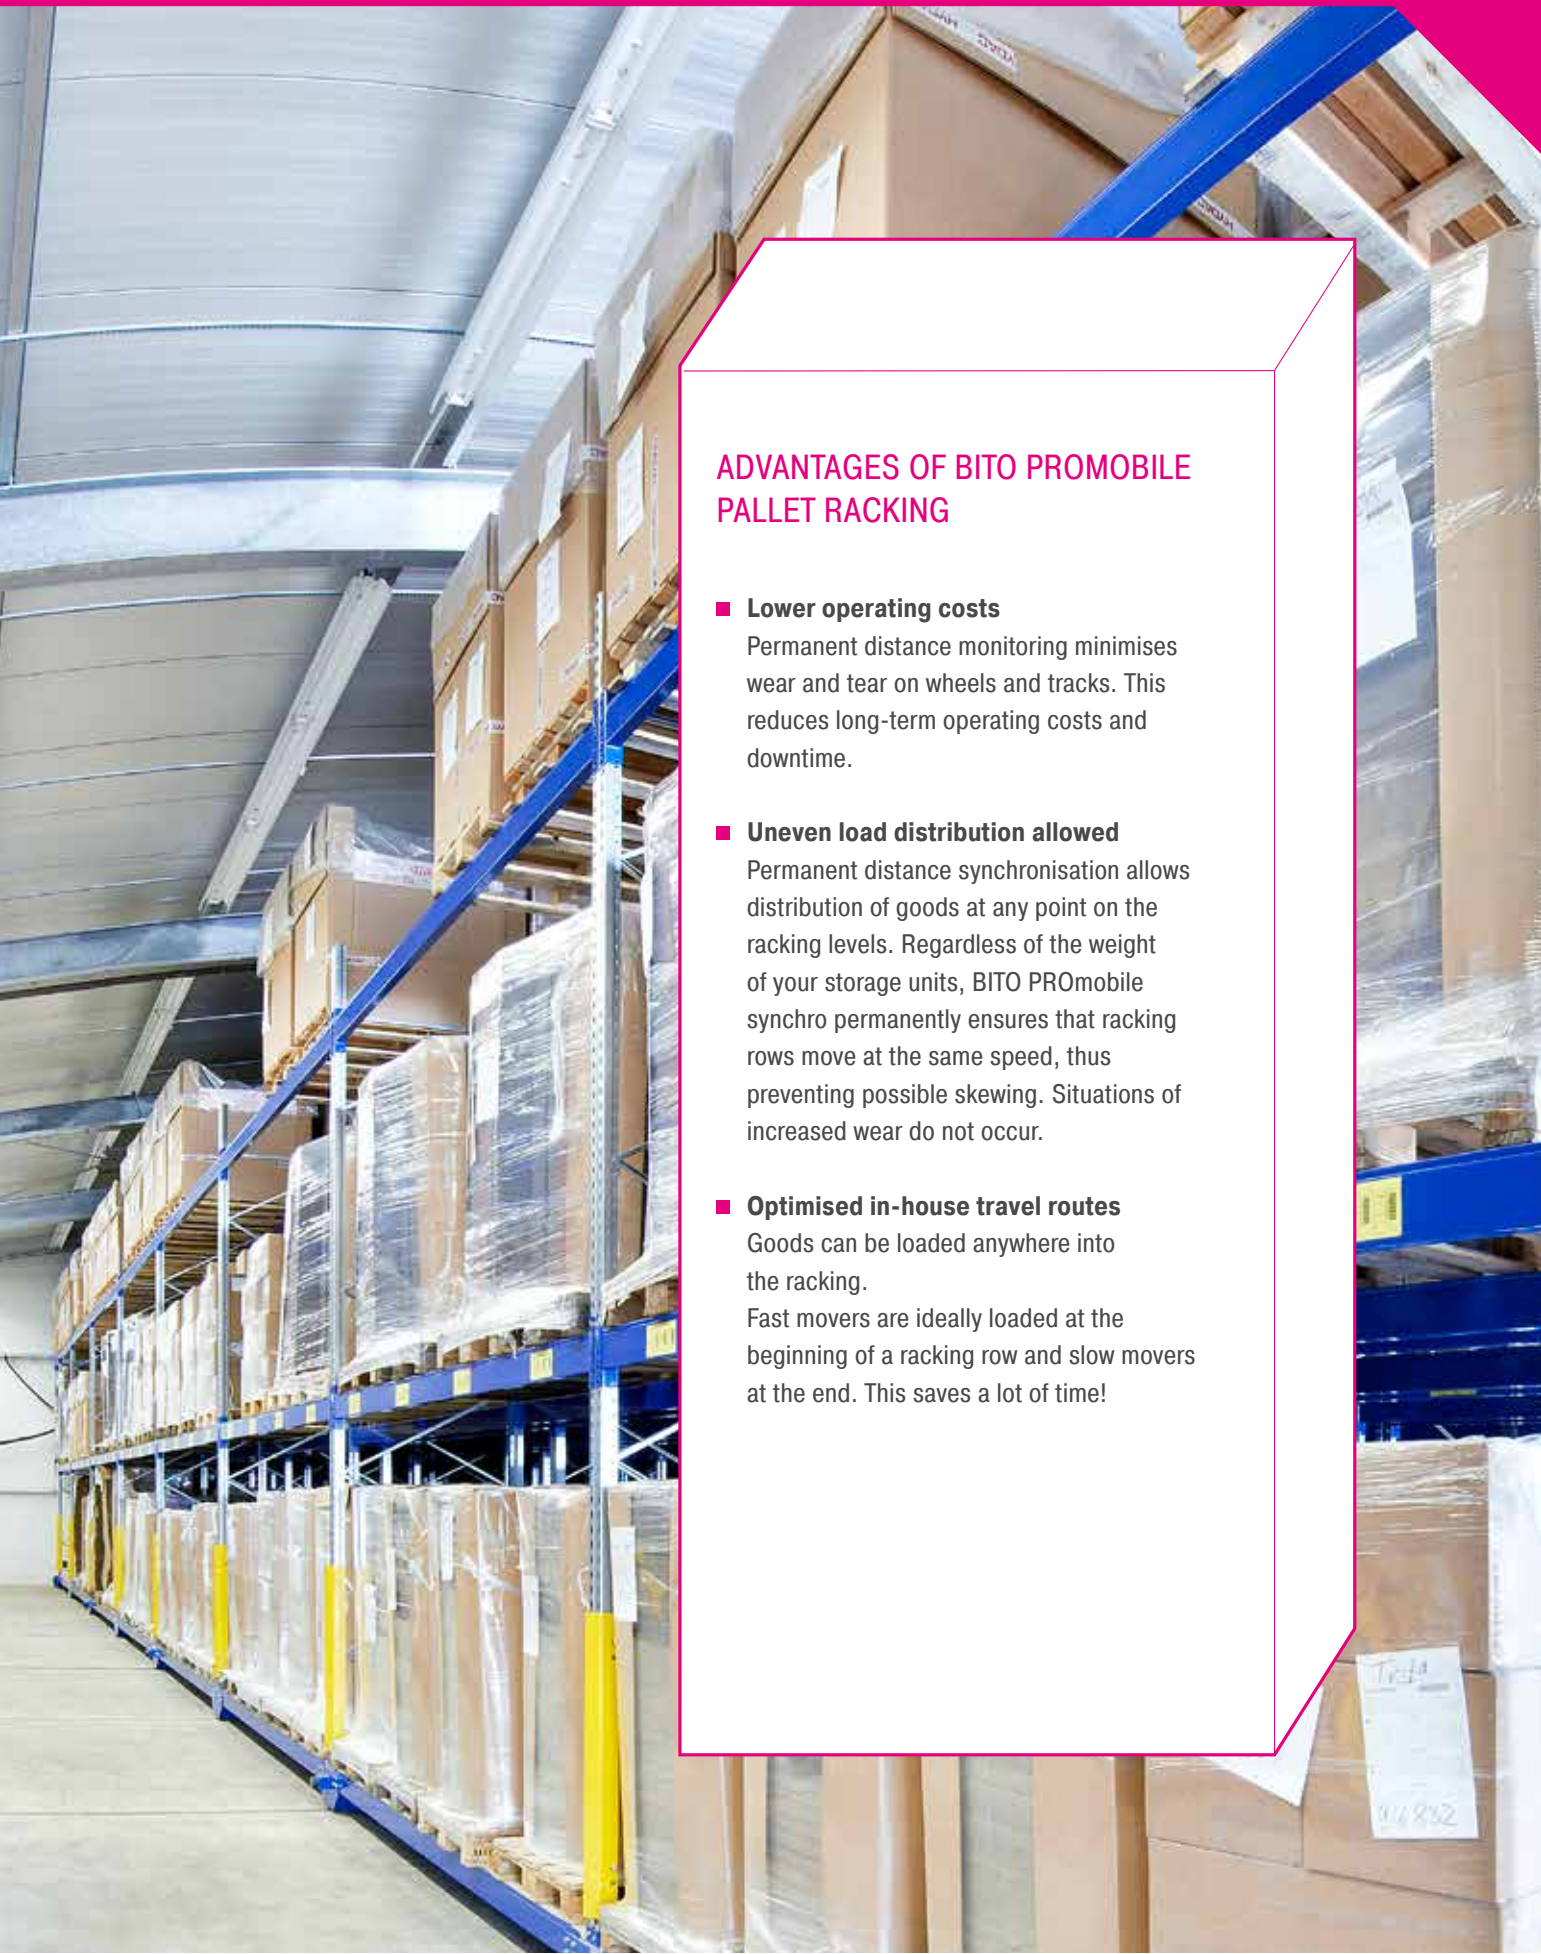 ADVANTAGES OF BITO PROMOBILE
PALLET RACKING
Lower operating costs
Permanent distance monitoring minimises
wear and tear on wheels and tracks. This
reduces long-term operating costs and
downtime.
Uneven load distribution allowed
Permanent distance synchronisation allows
distribution of goods at any point on the
racking levels. Regardless of the weight
of your storage units, BITO PROmobile
synchro permanently ensures that racking
rows move at the same speed, thus
preventing possible skewing. Situations of
increased wear do not occur.
Optimised in-house travel routes
Goods can be loaded anywhere into
the racking.
Fast movers are ideally loaded at the
beginning of a racking row and slow movers
at the end. This saves a lot of time!